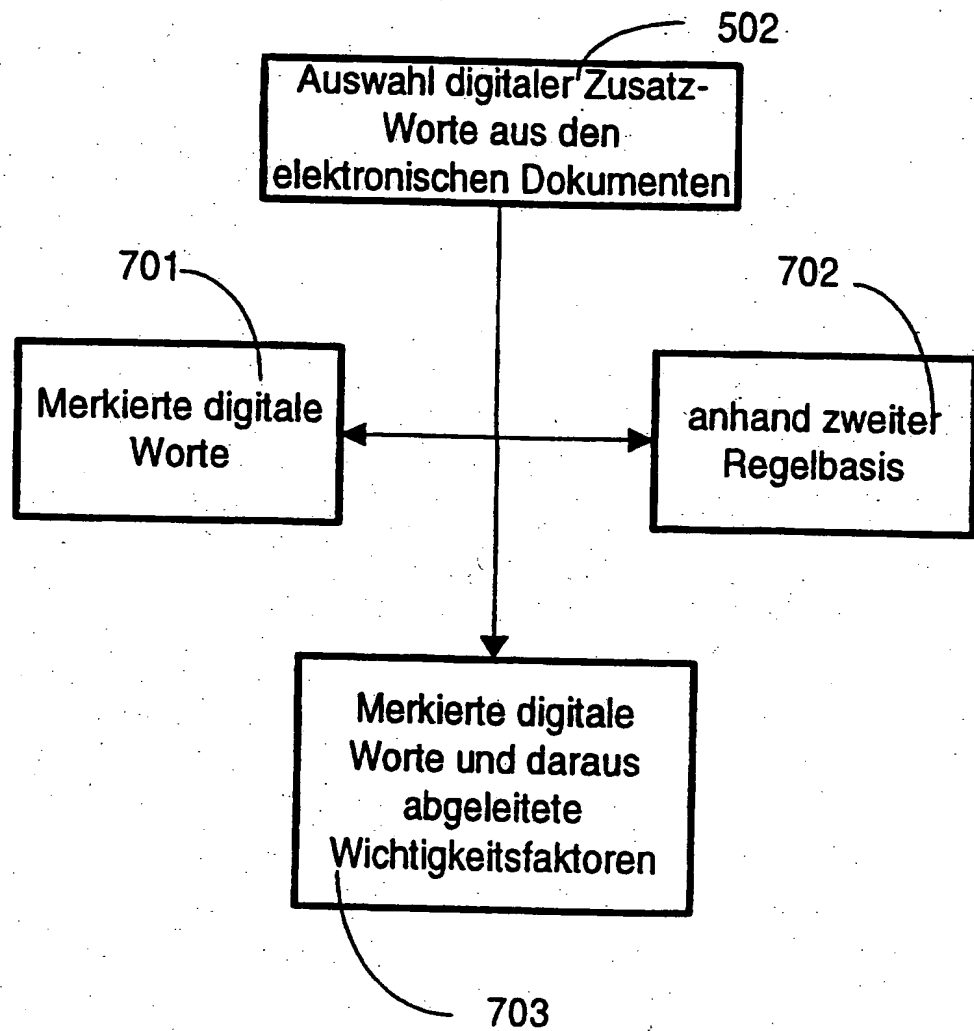 502
Auswahl digitaler Zusatz-
Worte aus den
elektronischen Dokumenten
701
702
Merkierte digitale
Worte
anhand zweiter
Regelbasis
Merkierte digitale
Worte und daraus
abgeleitete
Wichtigkeitsfaktoren
703